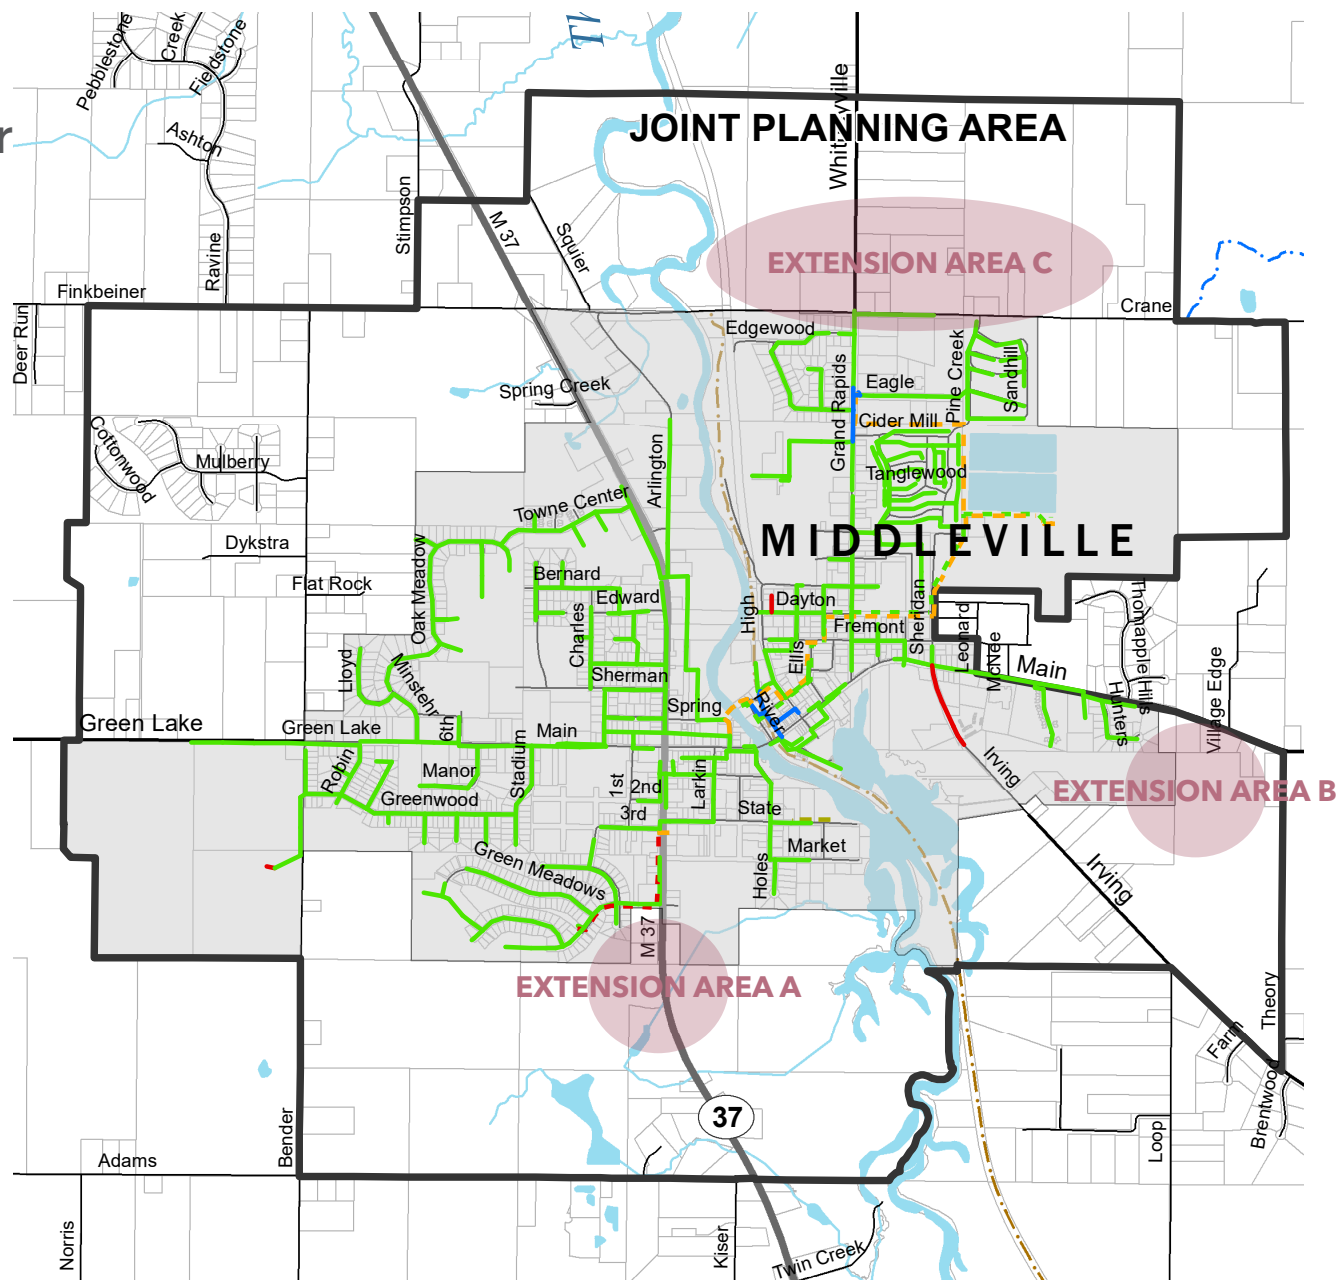 Pebblestone
Creek
Fieldstone
Ashton
r
Th
Ravine
Stimpson
M 37
Squier
JOINT PLANNING AREA
EXTENSION AREA C
Finkbeiner
Crane
Deer Run
Edgewood
Grand Rapids
Eagle
Pine Creek
Sandhill
Spring Creek
Cider Mill
Cottonwood
Mulberry
Arlington
Tanglewood
Towne Center
MIDDLEVILLE
Dykstra
Flat Rock
Oak Meadow
Bernard
Edward
Charles
High
Dayton
Fremont
Sheridan
Leonard
McNee
Main
Thornapple Hills
Hunters
Village Edge
Lloyd
Minstehr
Sherman
Ellis
Green Lake
Green Lake
6th
Main
Spring
River
Robin
Manor
Stadium
Greenwood
1st
2nd
3rd
Larkin
State
Irving
EXTENSION AREA B
Market
Holes
Green Meadows
Irving
M 37
EXTENSION AREA A
Theory
Farm
Brentwood
37
Bender
Adams
Loop
Norris
Kiser
Twin Creek